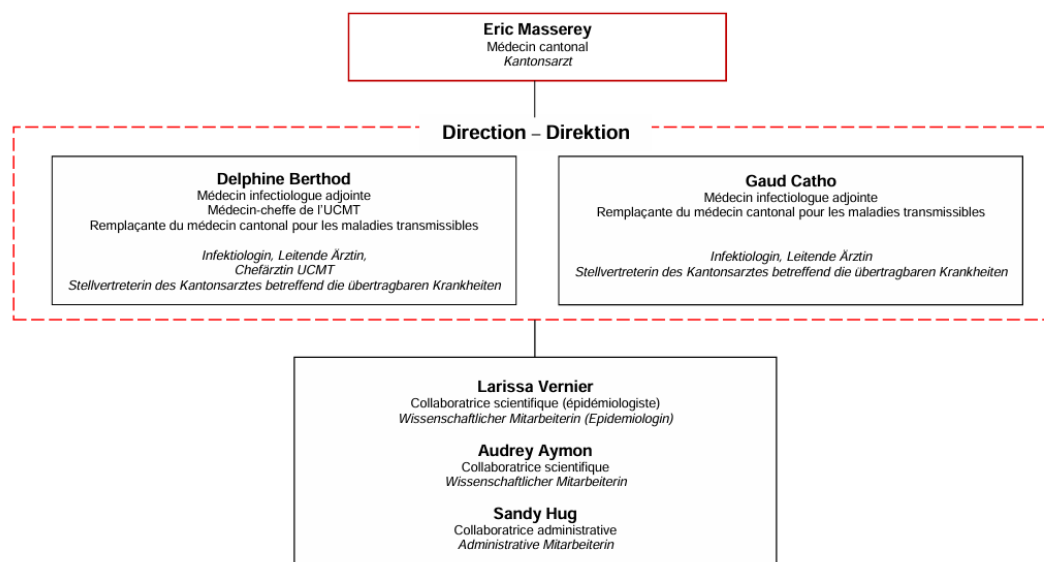 Eric Masserey
Médecin cantonal
Kantonsarzt
Direction – Direktion
Delphine Berthod
Médecin infectiologue adjointe
Médecin-cheffe de l'UCMT
Remplaçante du médecin cantonal pour les maladies transmissibles
Infektiologin, Leitende Ärztin,
Chefärztin UCMT
Stellvertreterin des Kantonsarztes betreffend die übertragbaren Krankheiten
Gaud Catho
Médecin infectiologue adjointe
Remplaçante du médecin cantonal pour les maladies transmissibles
Infektiologin, Leitende Ärztin
Stellvertreterin des Kantonsarztes betreffend die übertragbaren Krankheiten
Larissa Vernier
Collaboratrice scientifique (épidémiologiste)
Wissenschaftlicher Mitarbeiterin (Epidemiologin)
Audrey Aymon
Collaboratrice scientifique
Wissenschaftlicher Mitarbeiterin
Sandy Hug
Collaboratrice administrative
Administrative Mitarbeiterin